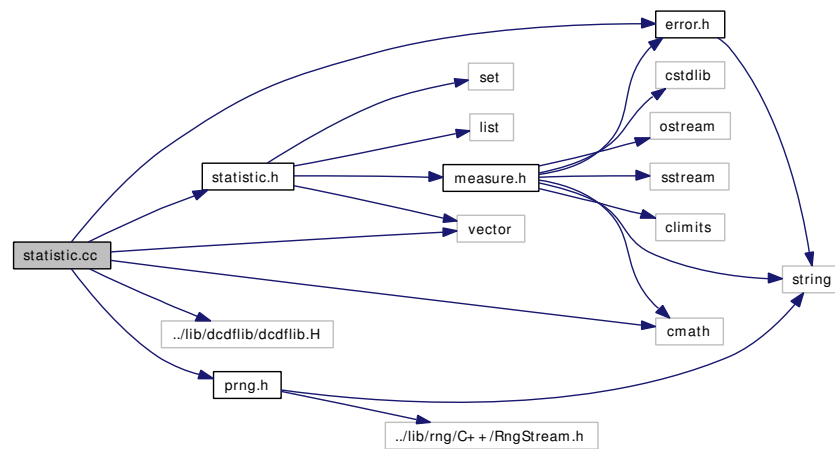 error.h
set
cstdlib
list
ostream
statistic.h
measure.h
sstream
vector
climits
statistic.cc
string
../lib/dcdflib/dcdflib.H
cmath
prng.h
../lib/rng/C++/RngStream.h